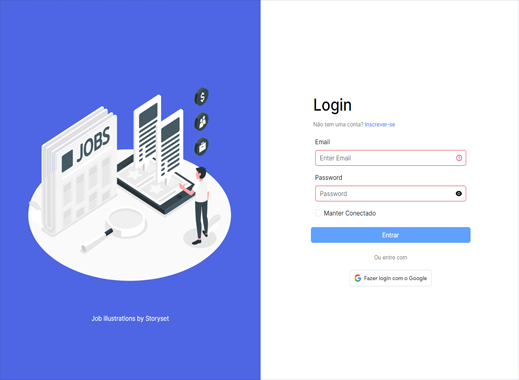 JOBS
$
Job illustrations by Storyset
Login
Não tem uma conta? Inscrever-se
Email
Enter Email
Password
Password
Manter Conectado
Entrar
Ou entre com
Fazer login com o Google